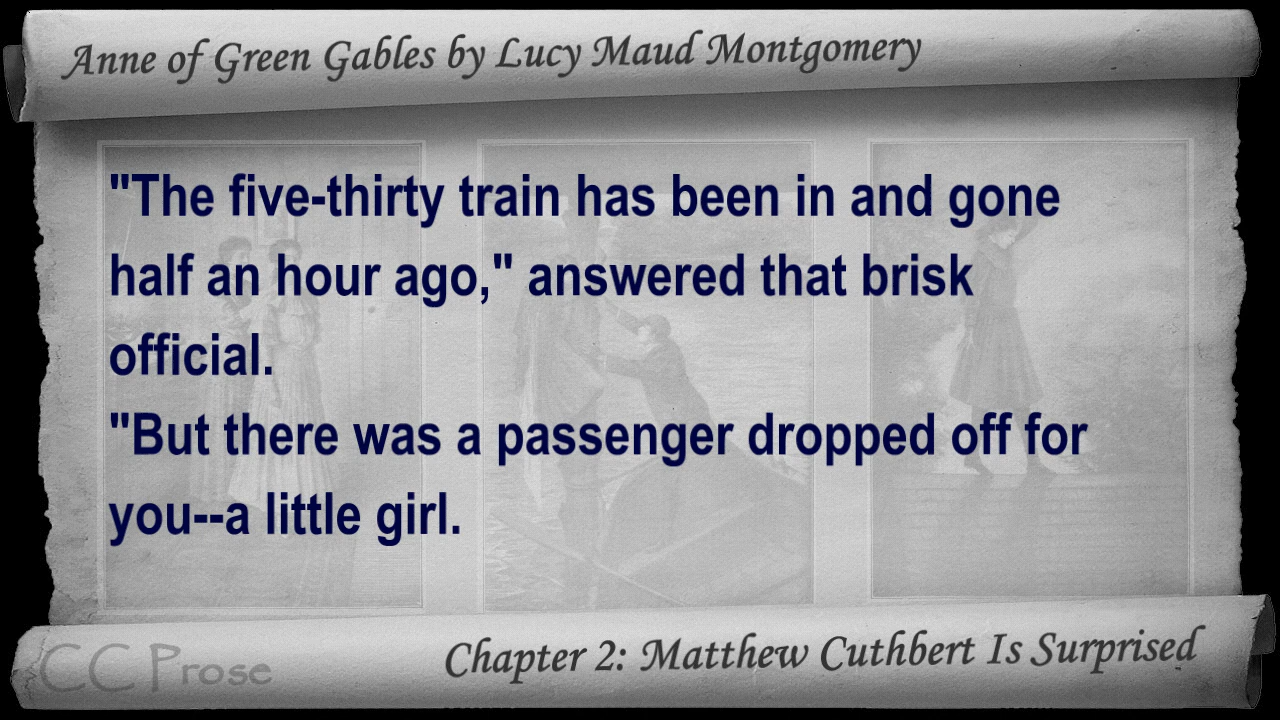 Anne of Green Gables by Lucy Maud Montgomery
"The five-thirty train has been in and gone
half an hour ago," answered that brisk
official.
"But there was a passenger dropped off for
you--a little girl.
CC Prose
Chapter 2: Matthew Cuthbert Is Surprised